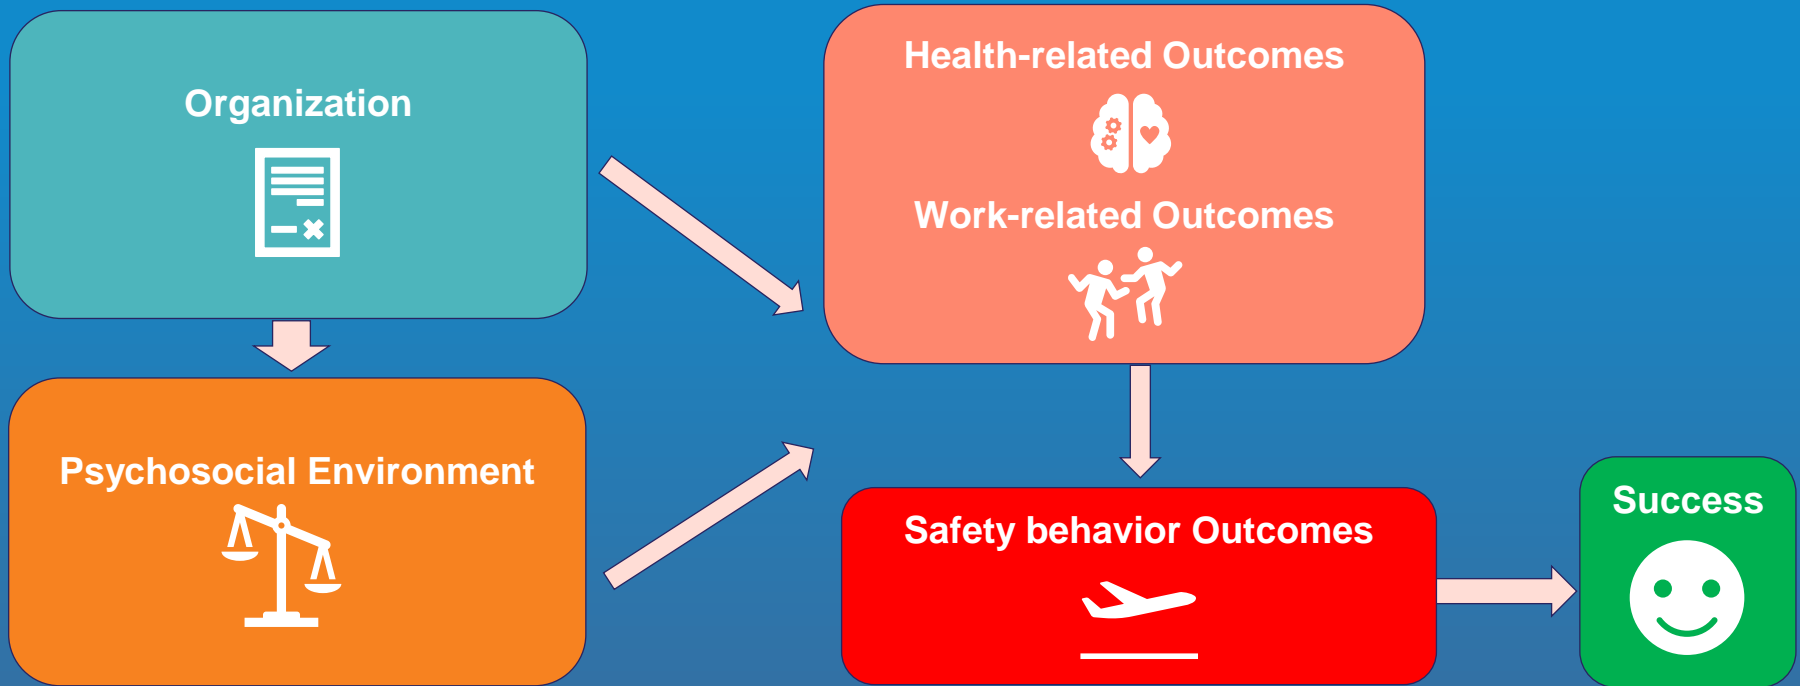 Organization
Psychosocial Environment
Health-related Outcomes
Work-related Outcomes
Safety behavior Outcomes
Success